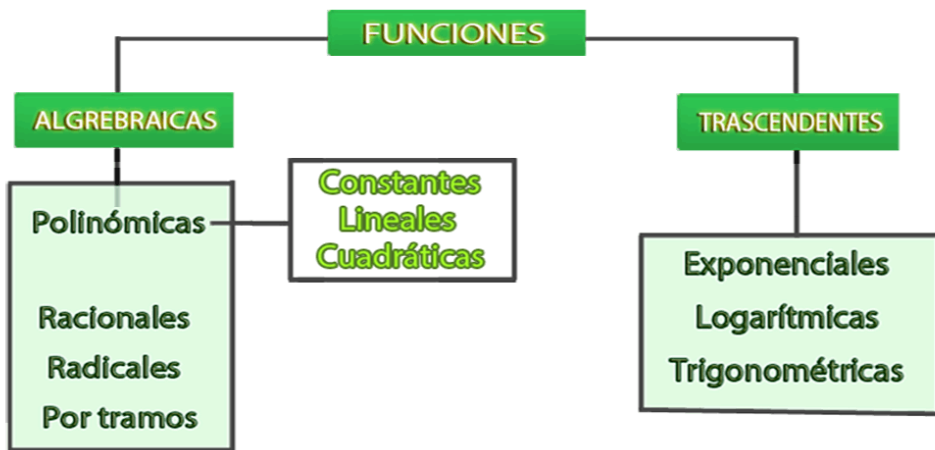 FUNCIONES
ALGREBRAICAS
TRASCENDENTES
Polinómicas
Constantes
Lineales
Cuadráticas
Racionales
Radicales
Por tramos
Exponenciales
Logarítmicas
Trigonométricas